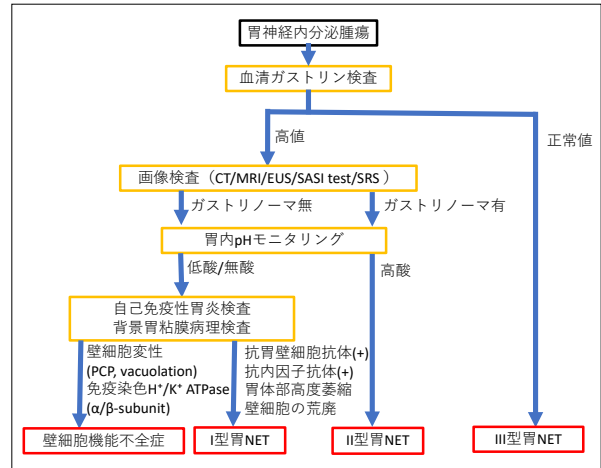 胃神経内分泌腫瘍
血清ガストリン検査
高値
正常値
画像検査（CT/MRI/EUS/SASI test/SRS ）
ガストリノーマ無
ガストリノーマ有
胃内pHモニタリング
低酸/無酸
高酸
自己免疫性胃炎検査
背景胃粘膜病理検査
壁細胞変性
(PCP, vacuolation)
免疫染色H⁺/K⁺ ATPase
(α/β-subunit)
抗胃壁細胞抗体(+)
抗内因子抗体(+)
胃体部高度萎縮
壁細胞の荒廃
壁細胞機能不全症
I型胃NET
II型胃NET
III型胃NET